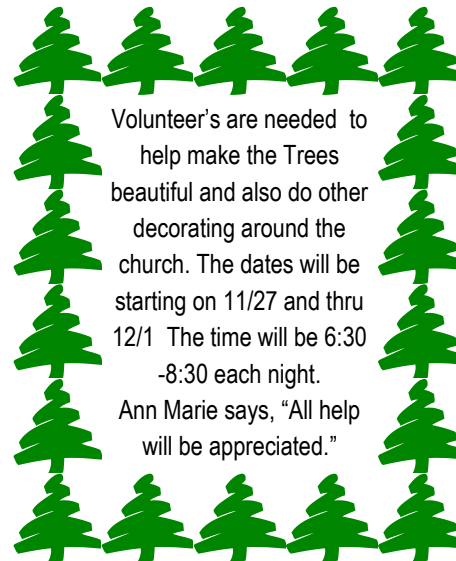 Volunteer’s are needed  to
help make the Trees
beautiful and also do other
decorating around the
church. The dates will be
starting on 11/27 and thru
12/1  The time will be 6:30
-8:30 each night.
Ann Marie says, “All help
will be appreciated.”